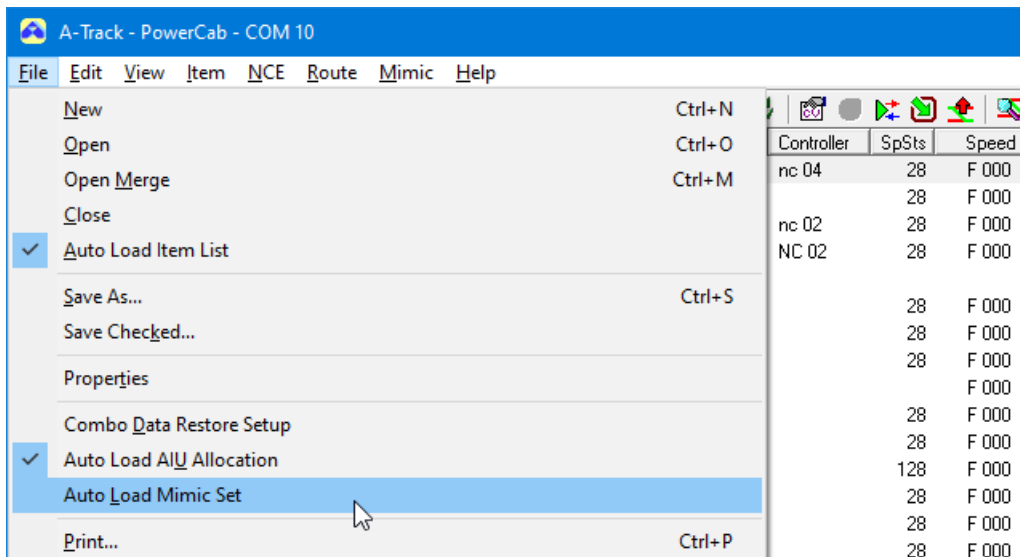 A-Track - PowerCab - COM 10
File Edit View Item NCE Route Mimic Help
New Ctrl+N
Open Ctrl+O
Open Merge Ctrl+M
Close
Auto Load Item List
Save As... Ctrl+S
Save Checked...
Properties
Combo Data Restore Setup
Auto Load AIU Allocation
Auto Load Mimic Set
Print... Ctrl+P
CV
Controller SpSts Speed
nc 04 28 F 000
28 F 000
nc 02 28 F 000
NC 02 28 F 000
28 F 000
28 F 000
28 F 000
F 000
28 F 000
28 F 000
128 F 000
28 F 000
28 F 000
28 F 000